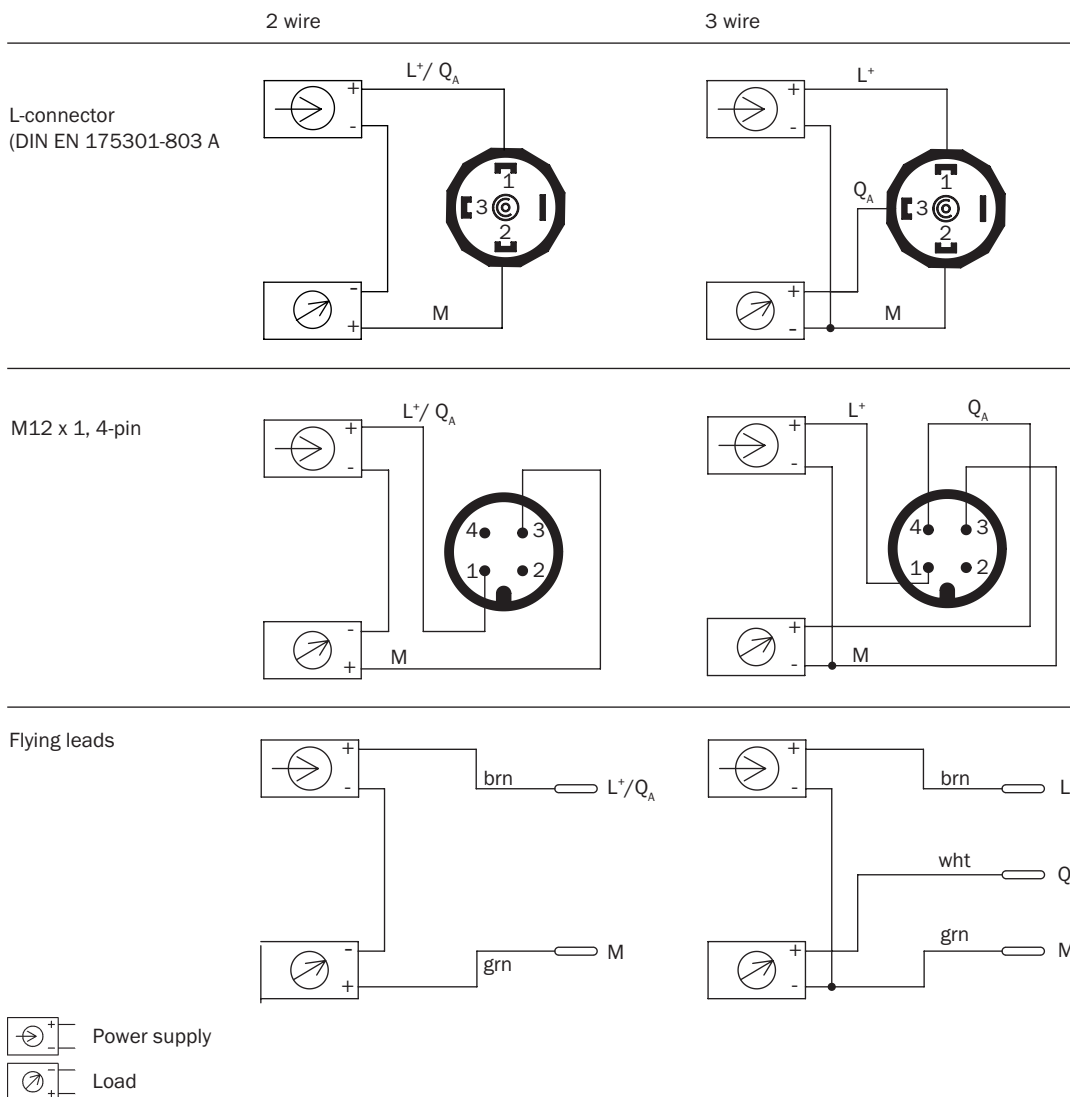 2 wire 3 wire
L-connector
(DIN EN 175301-803 A
+ L⁺/ Q_A
-
1
3
2
-
+ M
+ L⁺
-
Q_A
1
3
2
+
- M
M12 x 1, 4-pin
+ L⁺/ Q_A
-
4 3
1 2
-
+ M
+ L⁺ Q_A
-
4 3
1 2
+
- M
Flying leads
+ brn L⁺/Q_A
-
-
+ grn M
+ brn L
-
wht Q
+ grn M
-
+
- Power supply
-
+ Load